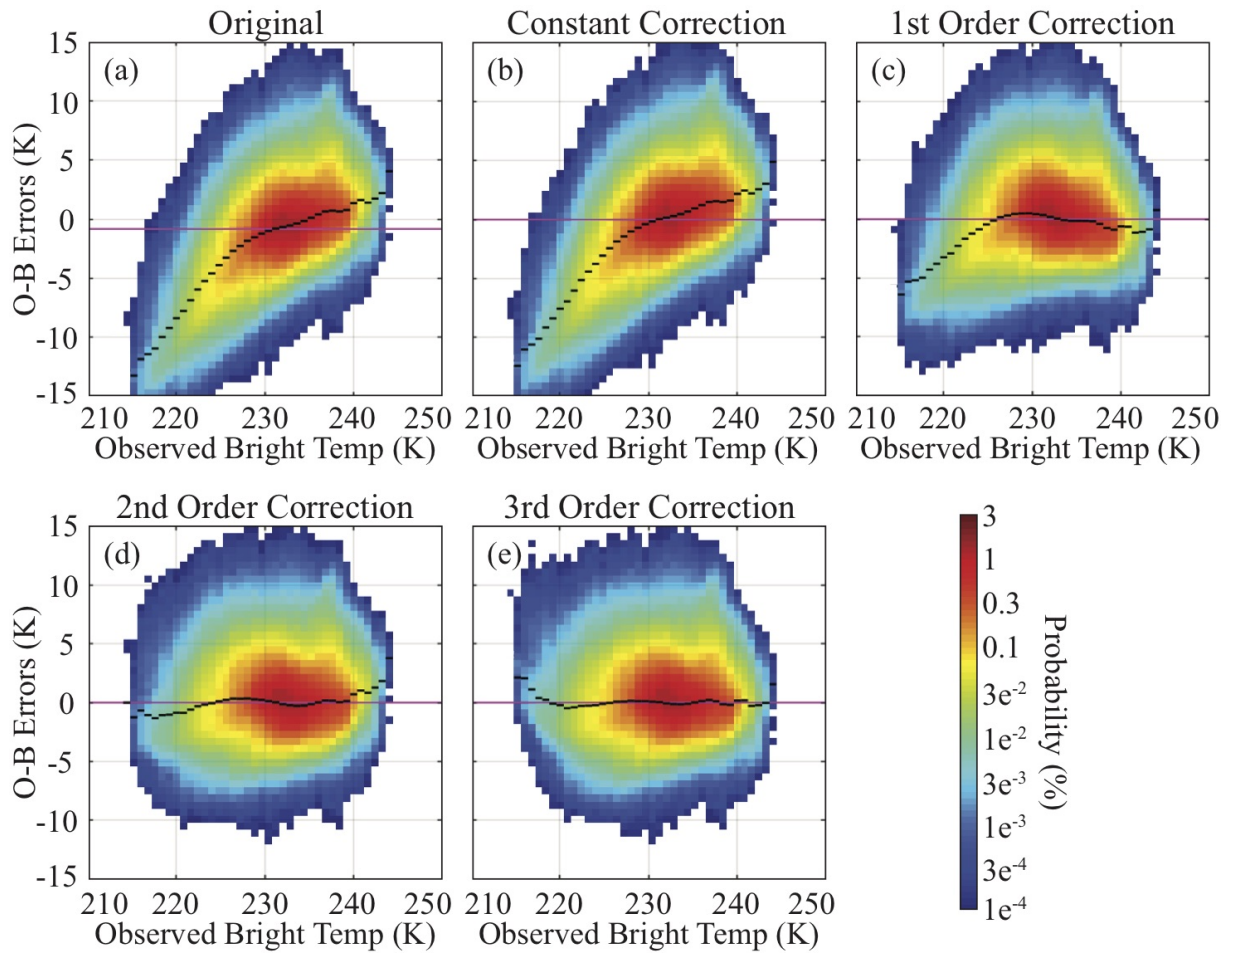 Original
Constant Correction
1st Order Correction
(a)
(b)
(c)
15
10
5
0
-5
-10
-15
O-B Errors (K)
210 220 230 240 250
210 220 230 240 250
210 220 230 240 250
Observed Bright Temp (K)
Observed Bright Temp (K)
Observed Bright Temp (K)
2nd Order Correction
3rd Order Correction
(d)
(e)
15
10
5
0
-5
-10
-15
O-B Errors (K)
210 220 230 240 250
210 220 230 240 250
Observed Bright Temp (K)
Observed Bright Temp (K)
3
1
0.3
0.1
3e-2
1e-2
3e-3
1e-3
3e-4
1e-4
Probability (%)